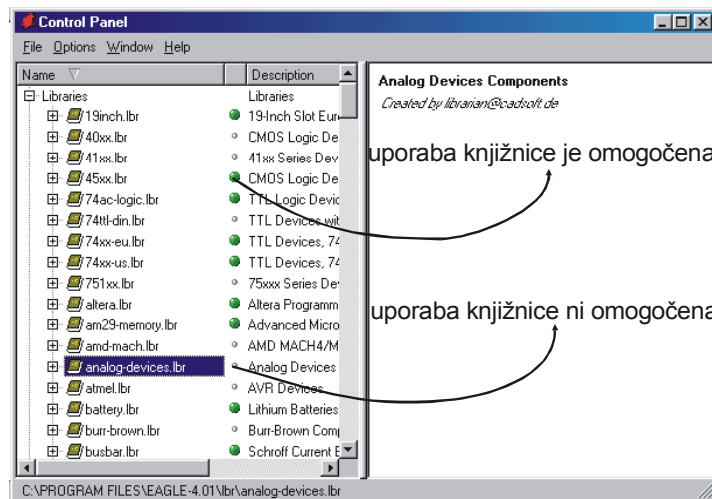 Control Panel
File Options Window Help
Name Description
Libraries Libraries
19inch.lbr 19-Inch Slot Eur
40xx.lbr CMOS Logic De
41xx.lbr 41xx Series Dev
45xx.lbr CMOS Logic De
74ac-logic.lbr TTL Logic Devic
74ttl-din.lbr TTL Devices wit
74xx-eu.lbr TTL Devices, 74
74xx-us.lbr TTL Devices, 74
751xx.lbr 75xxx Series De
altera.lbr Altera Programm
am29-memory.lbr Advanced Micro
amd-mach.lbr AMD MACH4/M
analog-devices.lbr Analog Devices
atmel.lbr AVR Devices
battery.lbr Lithium Batteries
burr-brown.lbr Burr-Brown Com
busbar.lbr Schroff Current B
Analog Devices Components
Created by librarian@cadsoft.de
uporaba knjižnice je omogočena
uporaba knjižnice ni omogočena
C:\PROGRAM FILES\EAGLE-4.01\lbr\analog-devices.lbr